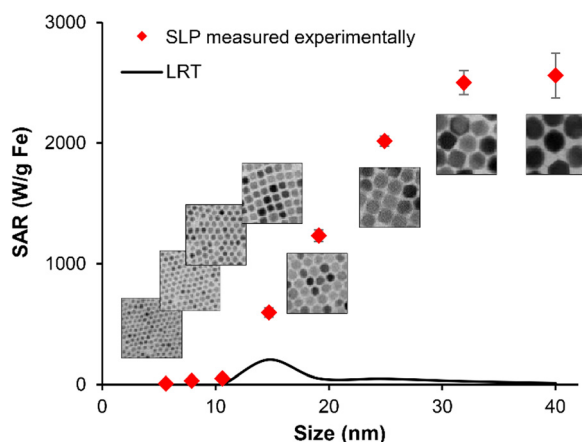 3000
SLP measured experimentally
LRT
2000
SAR (W/g Fe)
1000
0
0 10 20 30 40
Size (nm)